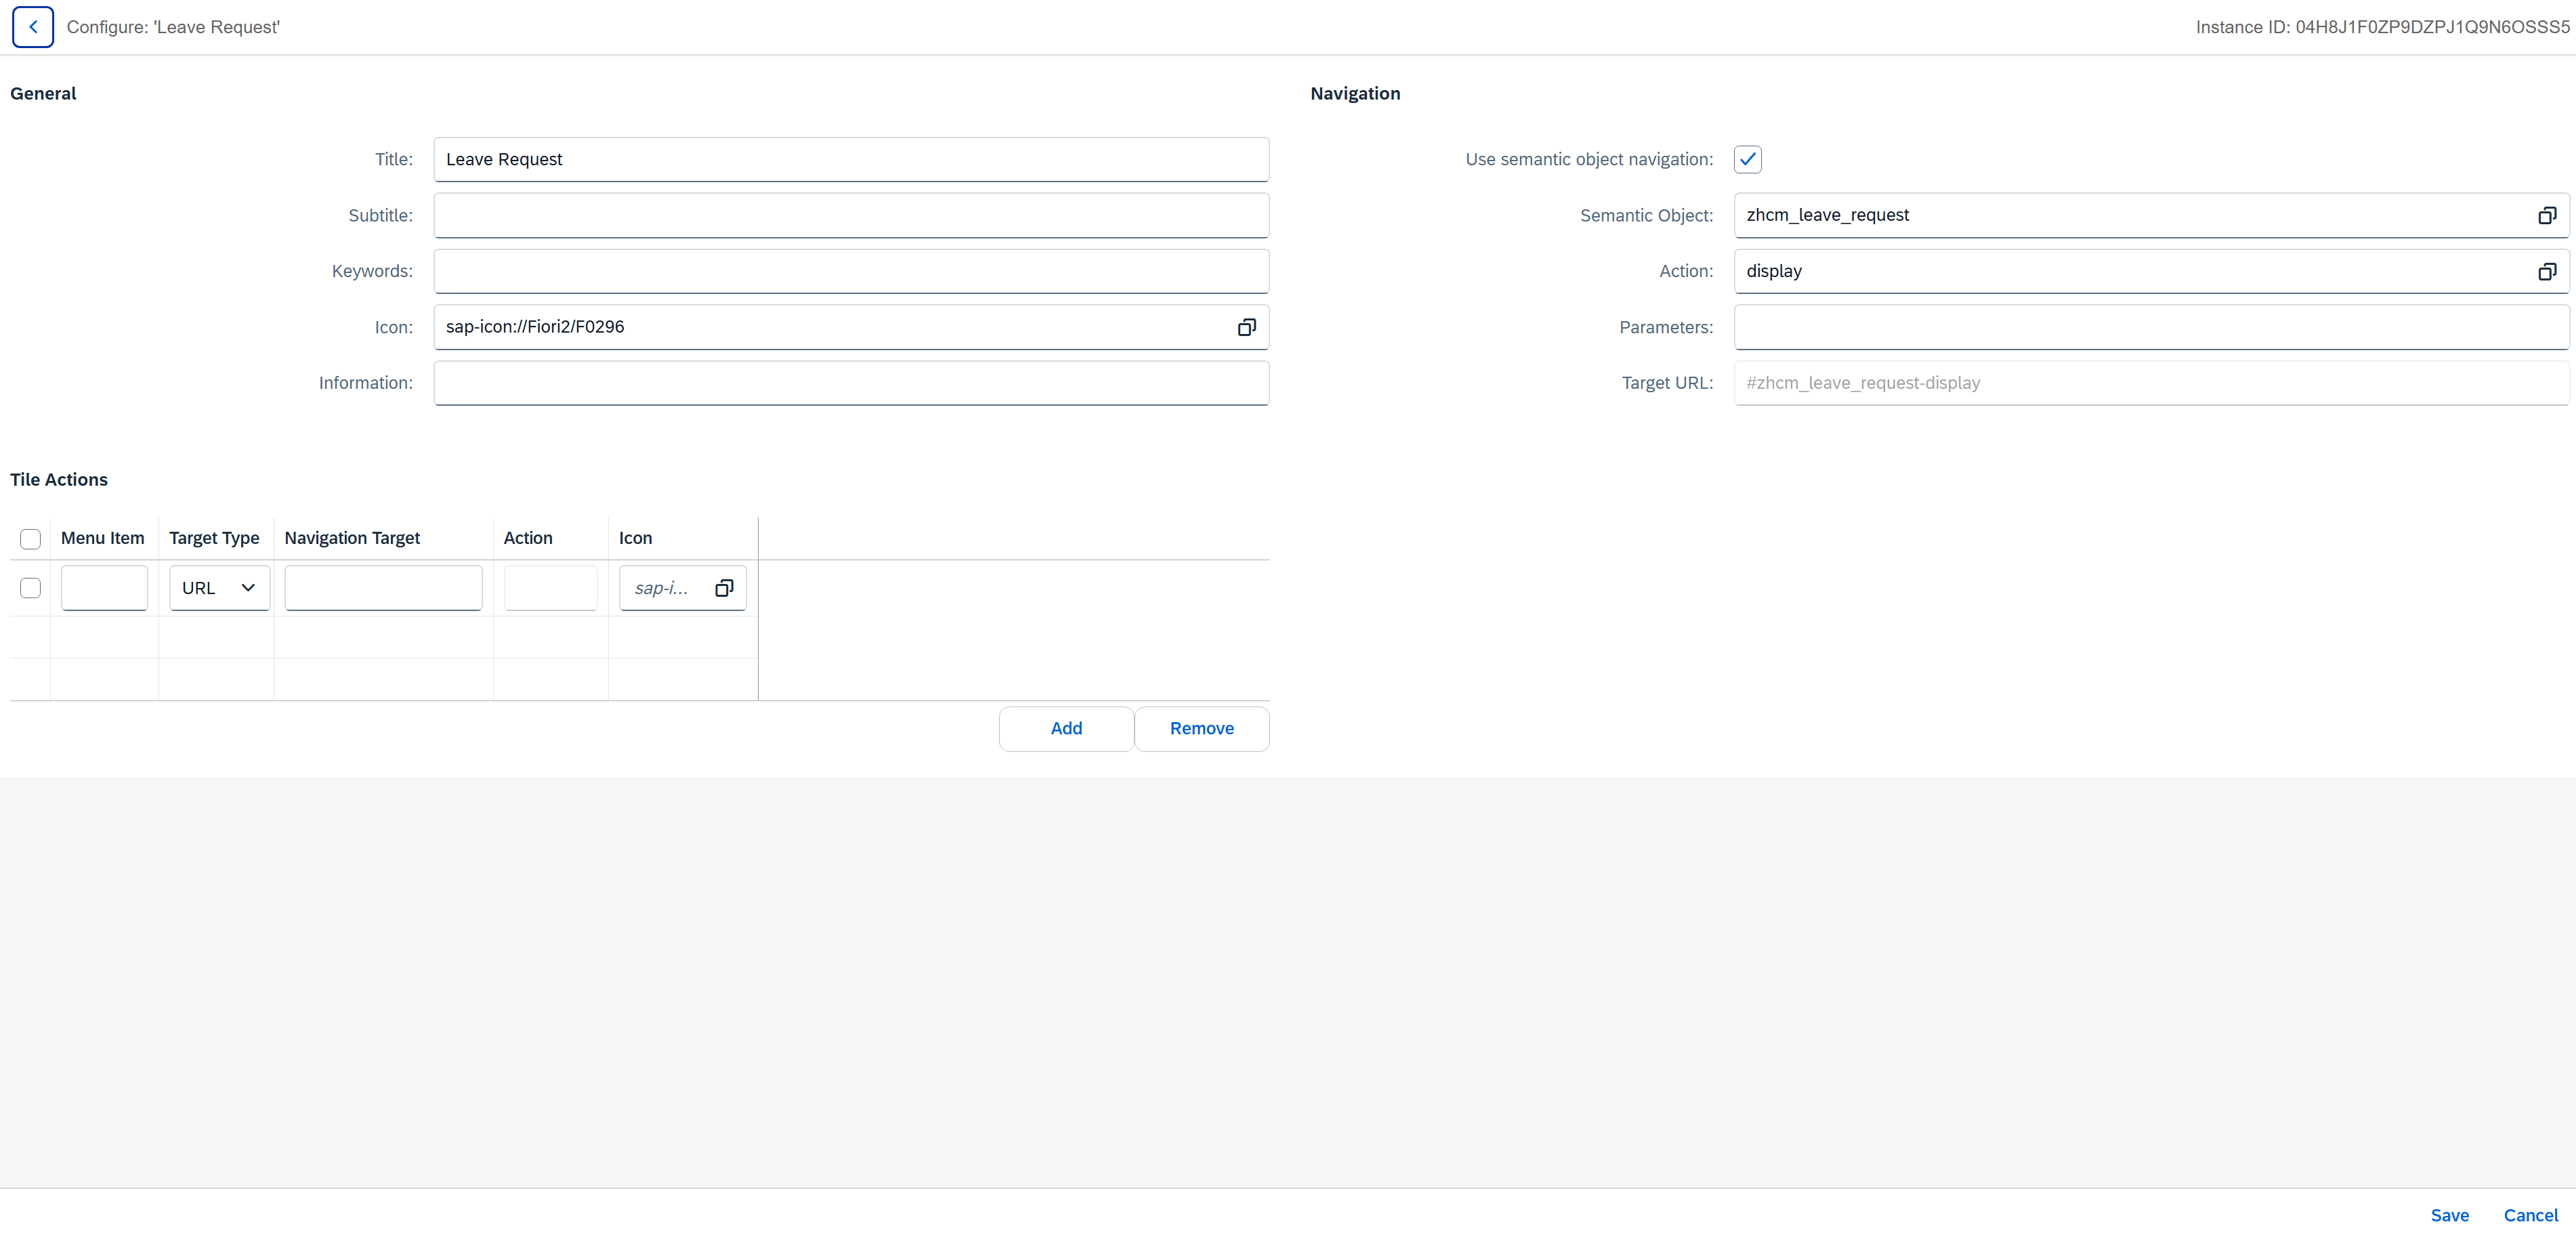 Configure: 'Leave Request'
Instance ID: 04H8J1F0ZP9DZPJ1Q9N6OSSS5
General
Title: Leave Request
Subtitle:
Keywords:
Icon: sap-icon://Fiori2/F0296
Information:
Navigation
Use semantic object navigation:
Semantic Object: zhcm_leave_request
Action: display
Parameters:
Target URL: #zhcm_leave_request-display
Tile Actions
Menu Item Target Type Navigation Target Action Icon
URL sap-i...
Add Remove
Save Cancel